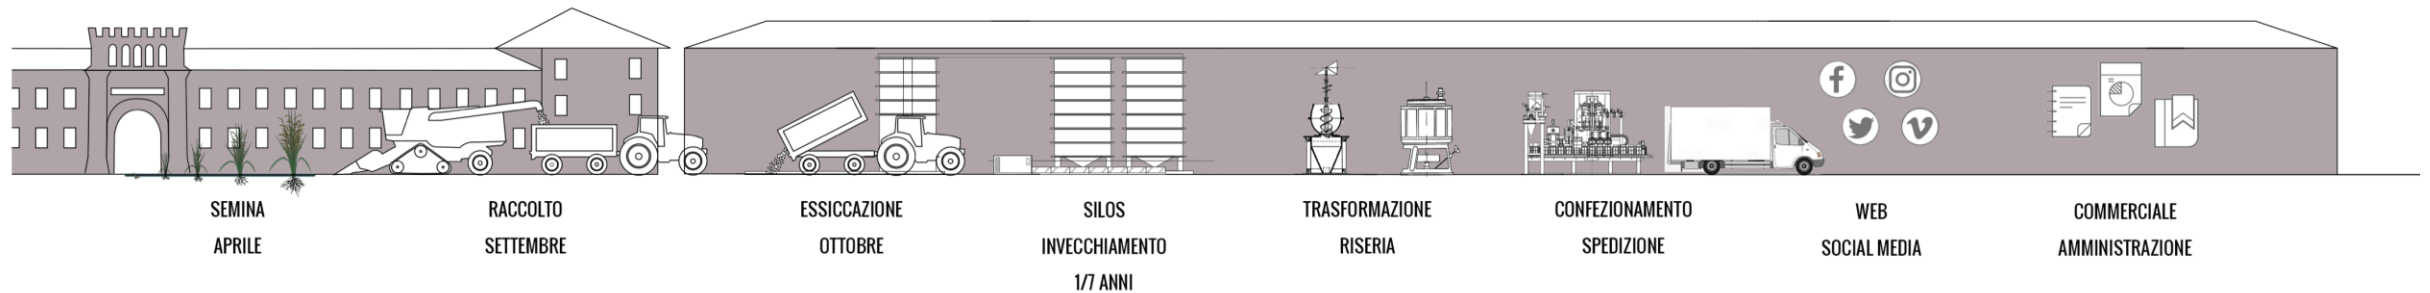 SEMINA
APRILE
RACCOLTO
SETTEMBRE
ESSICCAZIONE
OTTOBRE
SILOS
INVECCHIAMENTO
1/7 ANNI
TRASFORMAZIONE
RISERIA
CONFEZIONAMENTO
SPEDIZIONE
WEB
SOCIAL MEDIA
COMMERCIALE
AMMINISTRAZIONE